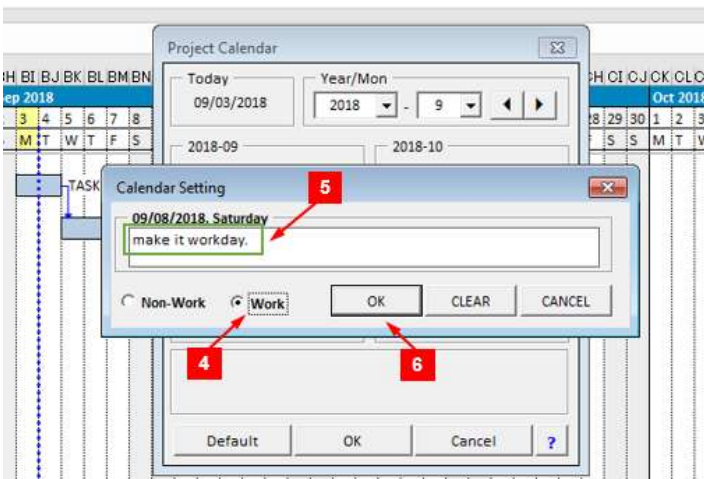 Project Calendar
H BI BJ BK BL BM BN
CH CI CJ CK CL C
ep 2018
Oct 2018
3 4 5 6 7 8
28 29 30 1 2 3
M T W T F S
S S M T
Today
09/03/2018
Year/Mon
2018 - 9
2018-09
2018-10
TASK
Calendar Setting
5
09/08/2018. Saturday
make it workday.
Non-Work
Work
OK
CLEAR
CANCEL
4
6
Default
OK
Cancel
?